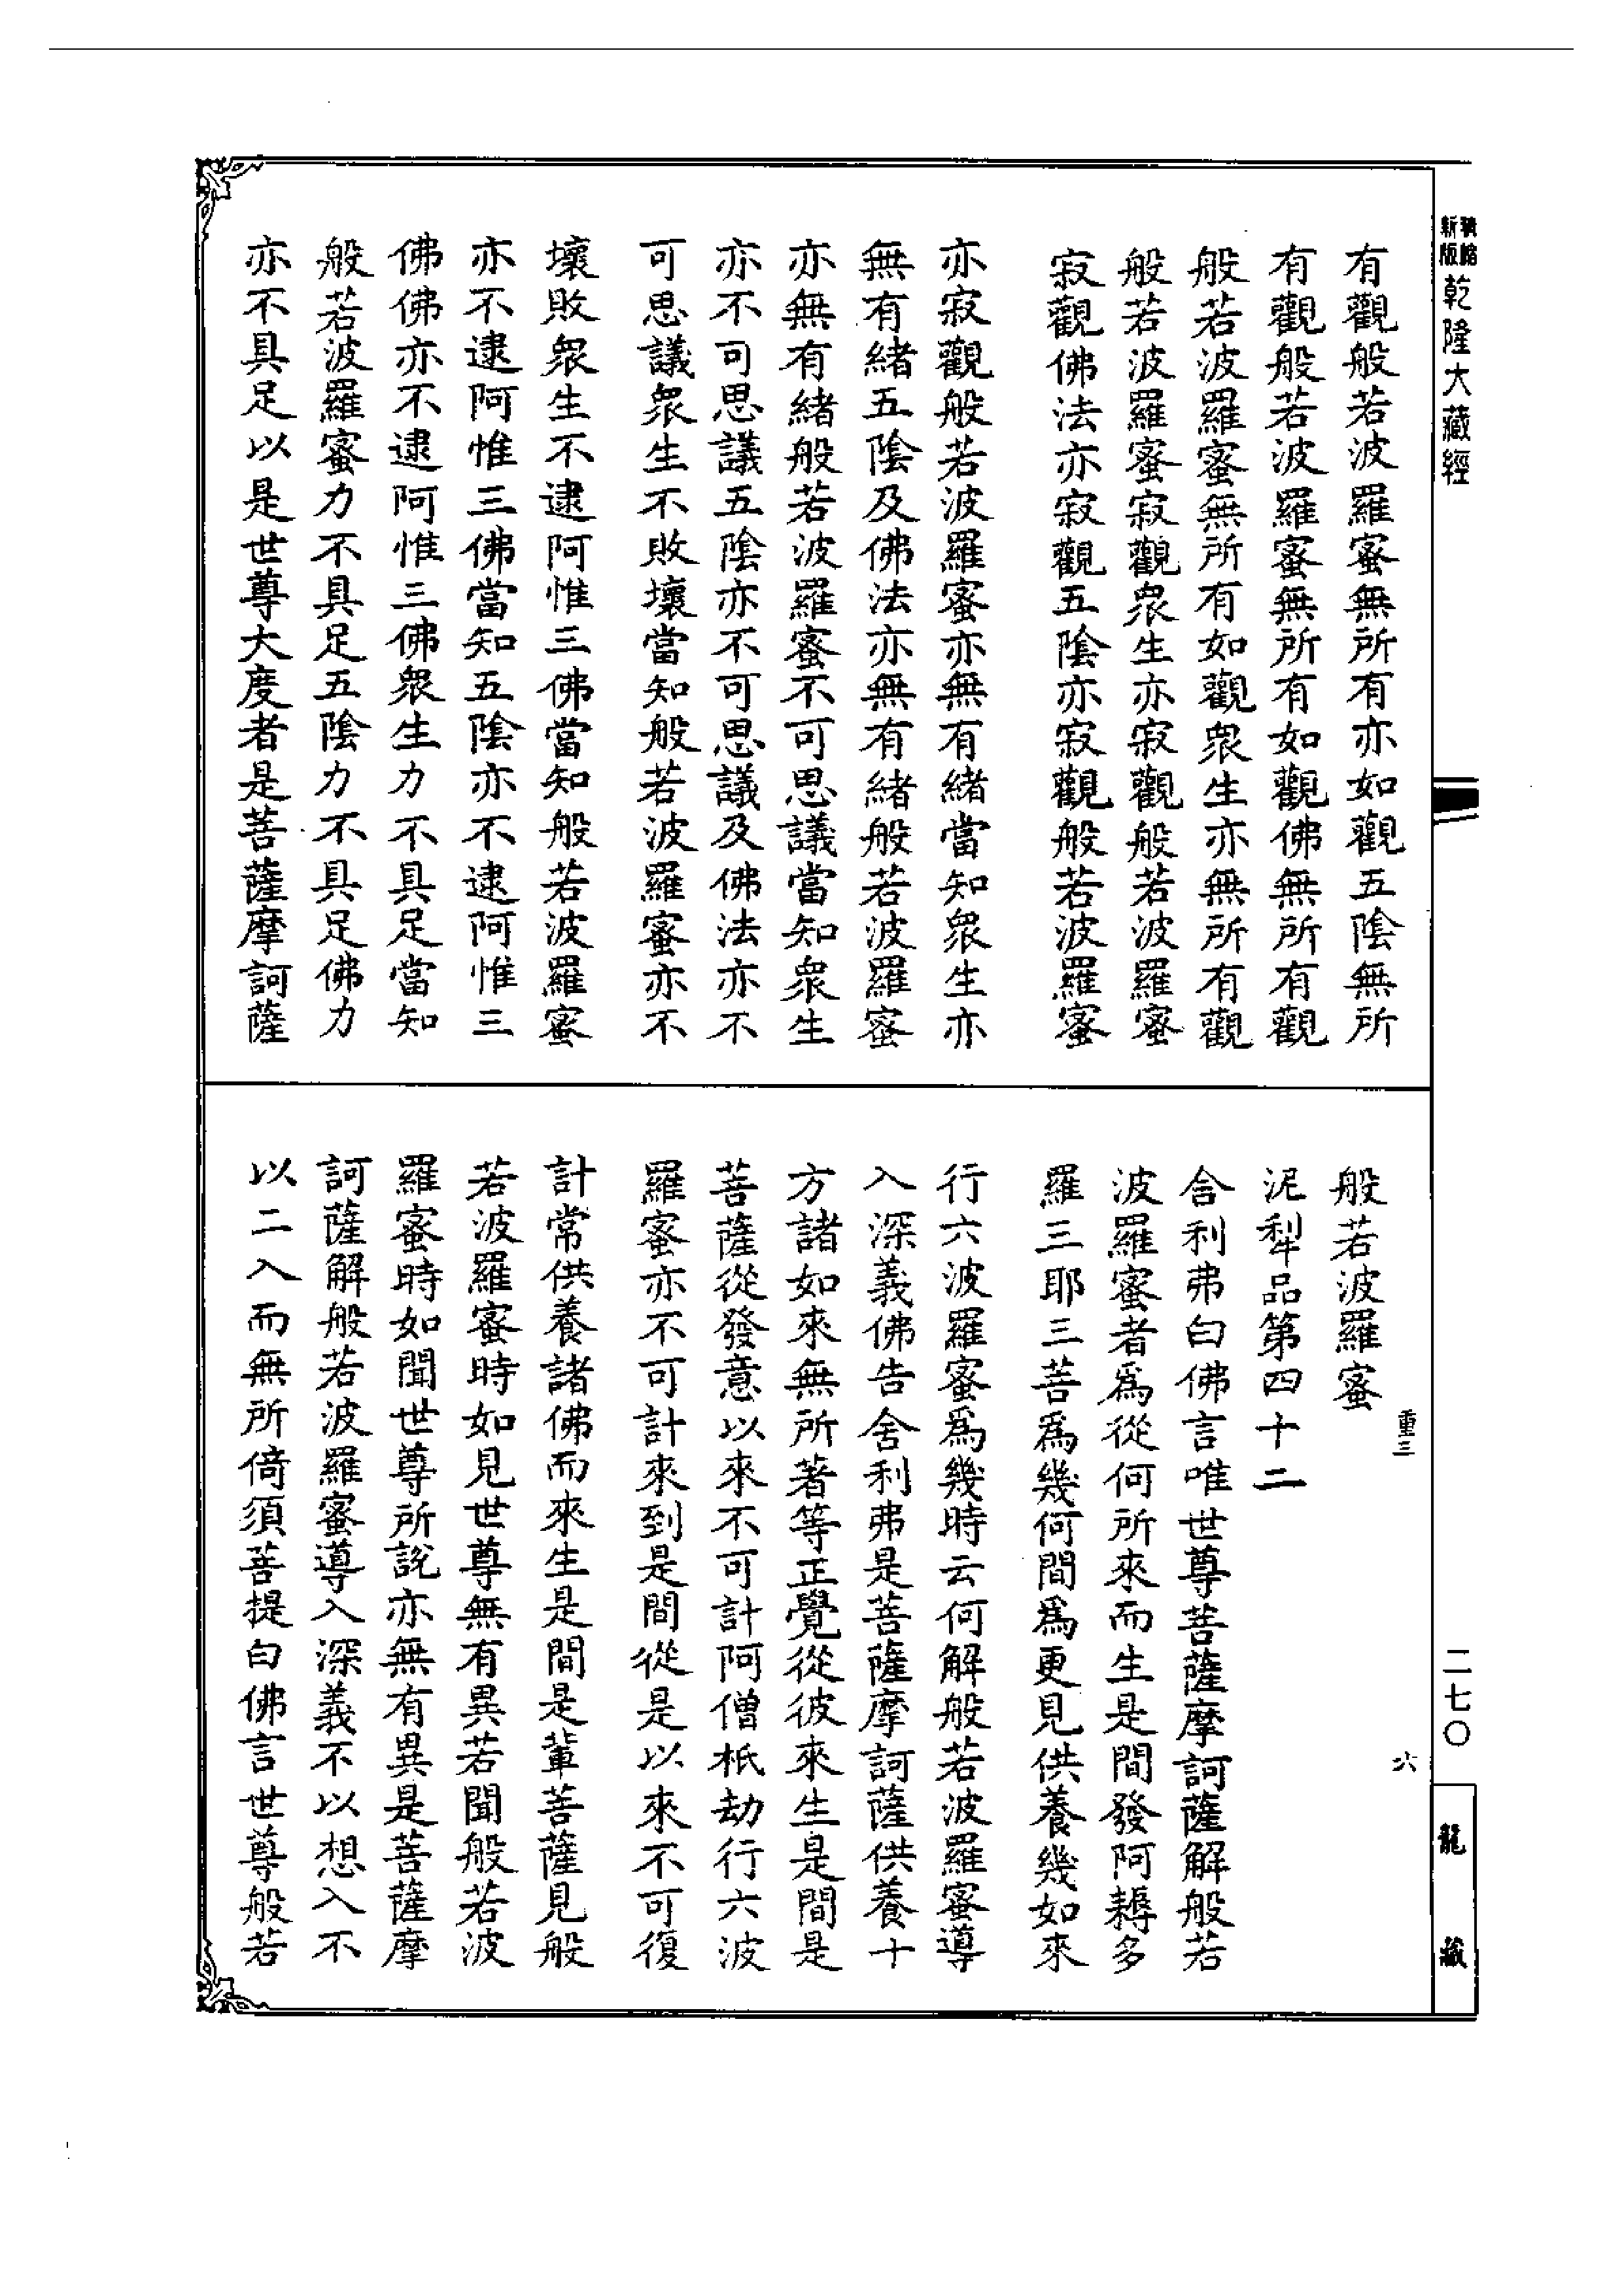 新版縮
乾隆大藏經
有觀般若波羅蜜無所有亦如觀五陰無所
有觀般若波羅蜜無所有如觀佛無所有觀
般若波羅蜜無所有如觀眾生亦無所有觀
般若波羅蜜寂觀眾生亦寂觀般若波羅蜜
寂觀佛法亦寂觀五陰亦寂觀般若波羅蜜
亦寂觀般若波羅蜜亦無有緒當知眾生亦
無有緒五陰及佛法亦無有緒般若波羅蜜
亦無有緒般若波羅蜜不可思議當知眾生
亦不可思議五陰亦不可思議及佛法亦不
可思議眾生不敗壞當知般若波羅蜜亦不
壞敗眾生不逮阿惟三佛當知般若波羅蜜
亦不逮阿惟三佛當知五陰亦不逮阿惟三
佛佛亦不逮阿惟三佛眾生力不具足當知
般若波羅蜜力不具足五陰力不具足佛力
亦不具足以是世尊大度者是菩薩摩訶薩
般若波羅蜜
泥犁品第四十二
舍利弗白佛言唯世尊菩薩摩訶薩解般若
波羅蜜者為從何所來而生是間發阿耨多
羅三耶三菩為幾何間為更見供養幾如來
行六波羅蜜為幾時云何解般若波羅蜜導
入深義佛告舍利弗是菩薩摩訶薩供養十
方諸如來無所著等正覺從彼來生是間是
菩薩從發意以來不可計阿僧祇劫行六波
羅蜜亦不可計來到是間從是以來不可復
計常供養諸佛而來生是間是輩菩薩見般
若波羅蜜時如見世尊無有異若聞般若波
羅蜜時如聞世尊所說亦無有異是菩薩摩
訶薩解般若波羅蜜導入深義不以想入不
以二入而無所倚須菩提白佛言世尊般若
重三
六
二七〇
龍藏